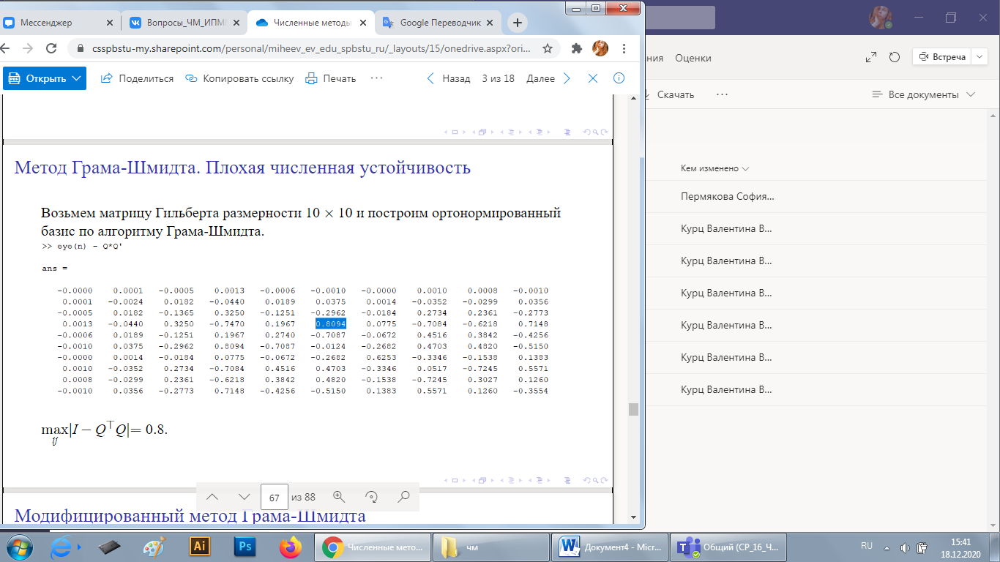 Мессенджер
Вопросы_ЧМ_ИПМ
Численные методы
Google Переводчик
csspbstu-my.sharepoint.com/personal/miheev_ev_edu_spbstu_ru/_layouts/15/onedrive.aspx?ori...
Открыть Поделиться Копировать ссылку Печать ... Назад 3 из 18 Далее
ания Оценки Встреча
Скачать ... Все документы
Кем изменено
Пермякова София...
Курц Валентина В...
Курц Валентина В...
Курц Валентина В...
Курц Валентина В...
Курц Валентина В...
Курц Валентина В...
Метод Грама-Шмидта. Плохая численная устойчивость
Возьмем матрицу Гильберта размерности 10 × 10 и построим ортонормированный
базис по алгоритму Грама-Шмидта.
>> eye(n) - Q*Q'
ans =
-0.0000 0.0001 -0.0005 0.0013 -0.0006 -0.0010 -0.0000 0.0010 0.0008 -0.0010
0.0001 -0.0024 0.0182 -0.0440 0.0189 0.0375 0.0014 -0.0352 -0.0299 0.0356
-0.0005 0.0182 -0.1365 0.3250 -0.1251 -0.2962 -0.0184 0.2734 0.2361 -0.2773
0.0013 -0.0440 0.3250 -0.7470 0.1967 0.8094 0.0775 -0.7084 -0.6218 0.7148
-0.0006 0.0189 -0.1251 0.1967 0.2740 -0.7087 -0.0672 0.4516 0.3842 -0.4256
-0.0010 0.0375 -0.2962 0.8094 -0.7087 -0.0124 -0.2682 0.4703 0.4820 -0.5150
-0.0000 0.0014 -0.0184 0.0775 -0.0672 -0.2682 0.6253 -0.3346 -0.1538 0.1383
0.0010 -0.0352 0.2734 -0.7084 0.4516 0.4703 -0.3346 0.0517 -0.7245 0.5571
0.0008 -0.0299 0.2361 -0.6218 0.3842 0.4820 -0.1538 -0.7245 0.3027 0.1260
-0.0010 0.0356 -0.2773 0.7148 -0.4256 -0.5150 0.1383 0.5571 0.1260 -0.3554
max|I − Q⊤Q|= 0.8.
ij
67 из 88
Модифицированный метод Грама-Шмидта
Ai
Ps
Численные мето...
чм
Документ4 - Micr...
Общий (CP_16_Ч...
RU
15:41
18.12.2020